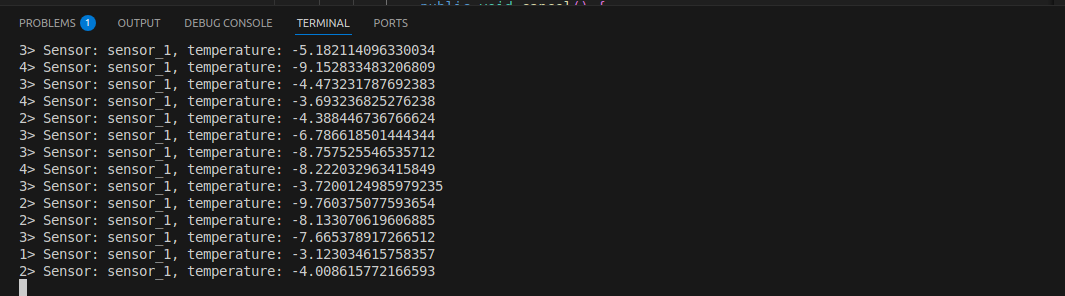 public void cancel() {
PROBLEMS 1 OUTPUT DEBUG CONSOLE TERMINAL PORTS
3> Sensor: sensor_1, temperature: -5.182114096330034
4> Sensor: sensor_1, temperature: -9.152833483206809
3> Sensor: sensor_1, temperature: -4.473231787692383
4> Sensor: sensor_1, temperature: -3.693236825276238
2> Sensor: sensor_1, temperature: -4.388446736766624
3> Sensor: sensor_1, temperature: -6.786618501444344
3> Sensor: sensor_1, temperature: -8.757525546535712
4> Sensor: sensor_1, temperature: -8.222032963415849
3> Sensor: sensor_1, temperature: -3.7200124985979235
2> Sensor: sensor_1, temperature: -9.760375077593654
2> Sensor: sensor_1, temperature: -8.133070619606885
3> Sensor: sensor_1, temperature: -7.665378917266512
1> Sensor: sensor_1, temperature: -3.123034615758357
2> Sensor: sensor_1, temperature: -4.008615772166593